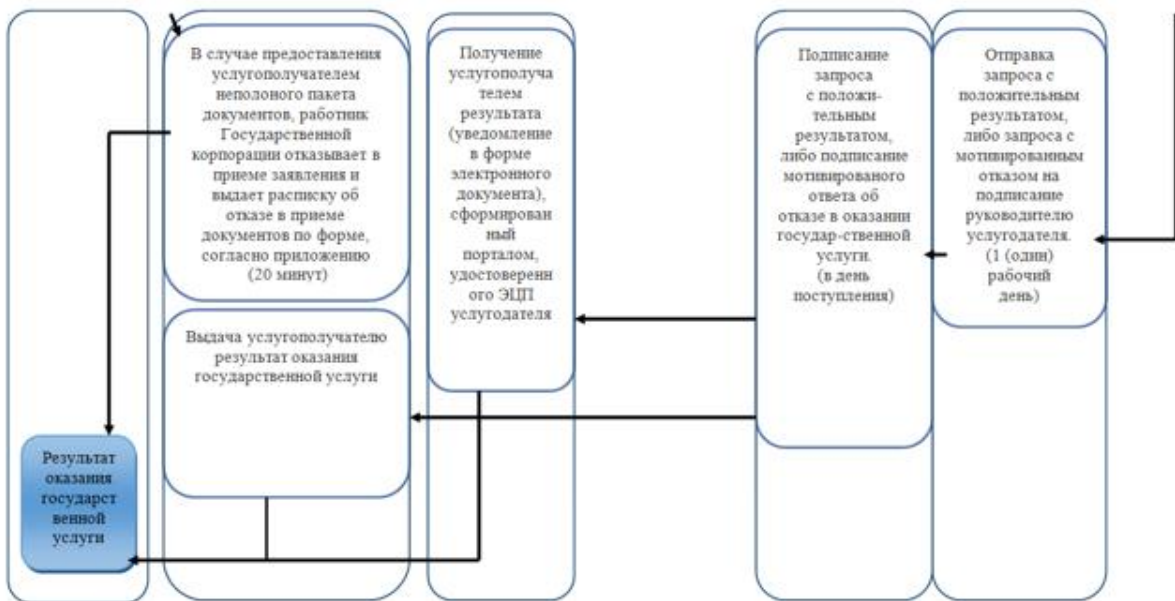 В случае предоставления
услугополучателем
неполоного пакета
документов, работник
Государственной
корпорации отказывает в
приеме заявления и
выдает расписку об
отказе в приеме
документов по форме,
согласно приложению
(20 минут)
Выдача услугополучателю
результат оказания
государственной услуги
Результат
оказания
государст
венной
услуги
Получение
услугополуча
телем
результата
(уведомление
в форме
электронного
документа),
сформирован
ный
порталом,
удостоверенн
ого ЭЦП
услугодателя
Подписание
запроса
с положи-
тельным
результатом,
либо подписание
мотивированого
ответа об
отказе в оказании
государ-ственной
услуги.
(в день
поступления)
Отправка
запроса с
положительным
результатом,
либо запроса с
мотивированным
отказом на
подписание
руководителю
услугодателя.
(1 (один)
рабочий
день)